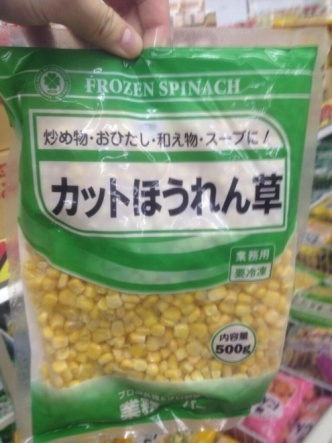 FROZEN SPINACH
炒め物・おひたし・和え物・スープに!
カットほうれん草
業務用
要冷凍
内容量
500g